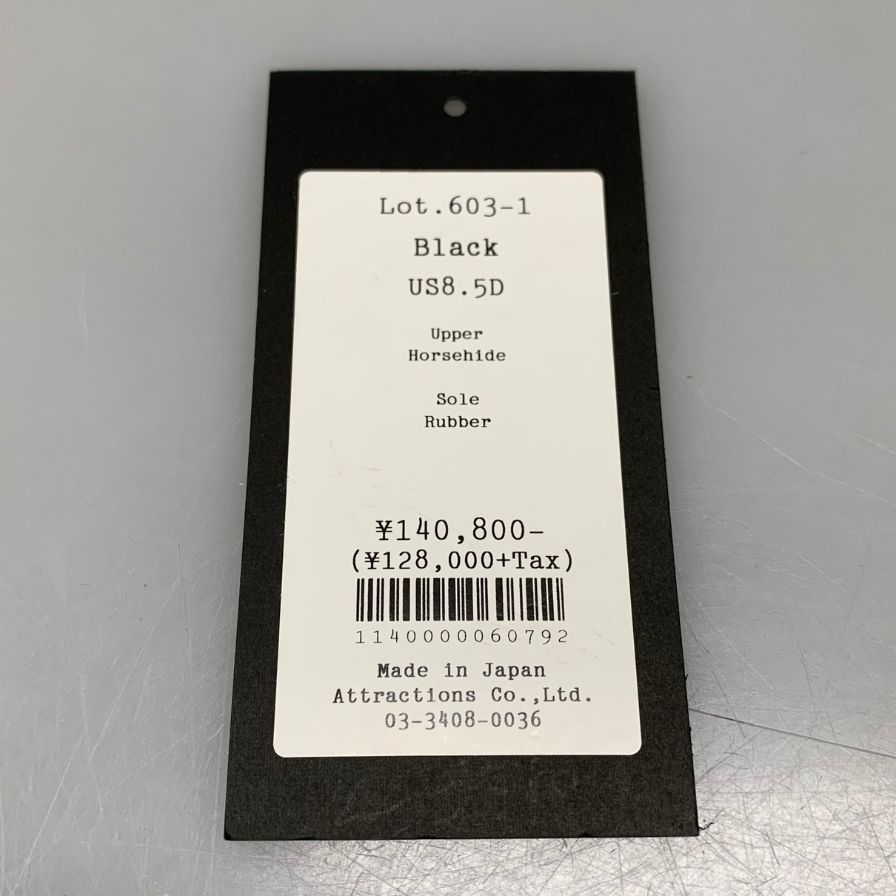 Lot.603-1
Black
US8.5D
Upper
Horsehide
Sole
Rubber
¥140,800-
(¥128,000+Tax)
1140000060792
Made in Japan
Attractions Co.,Ltd.
03-3408-0036